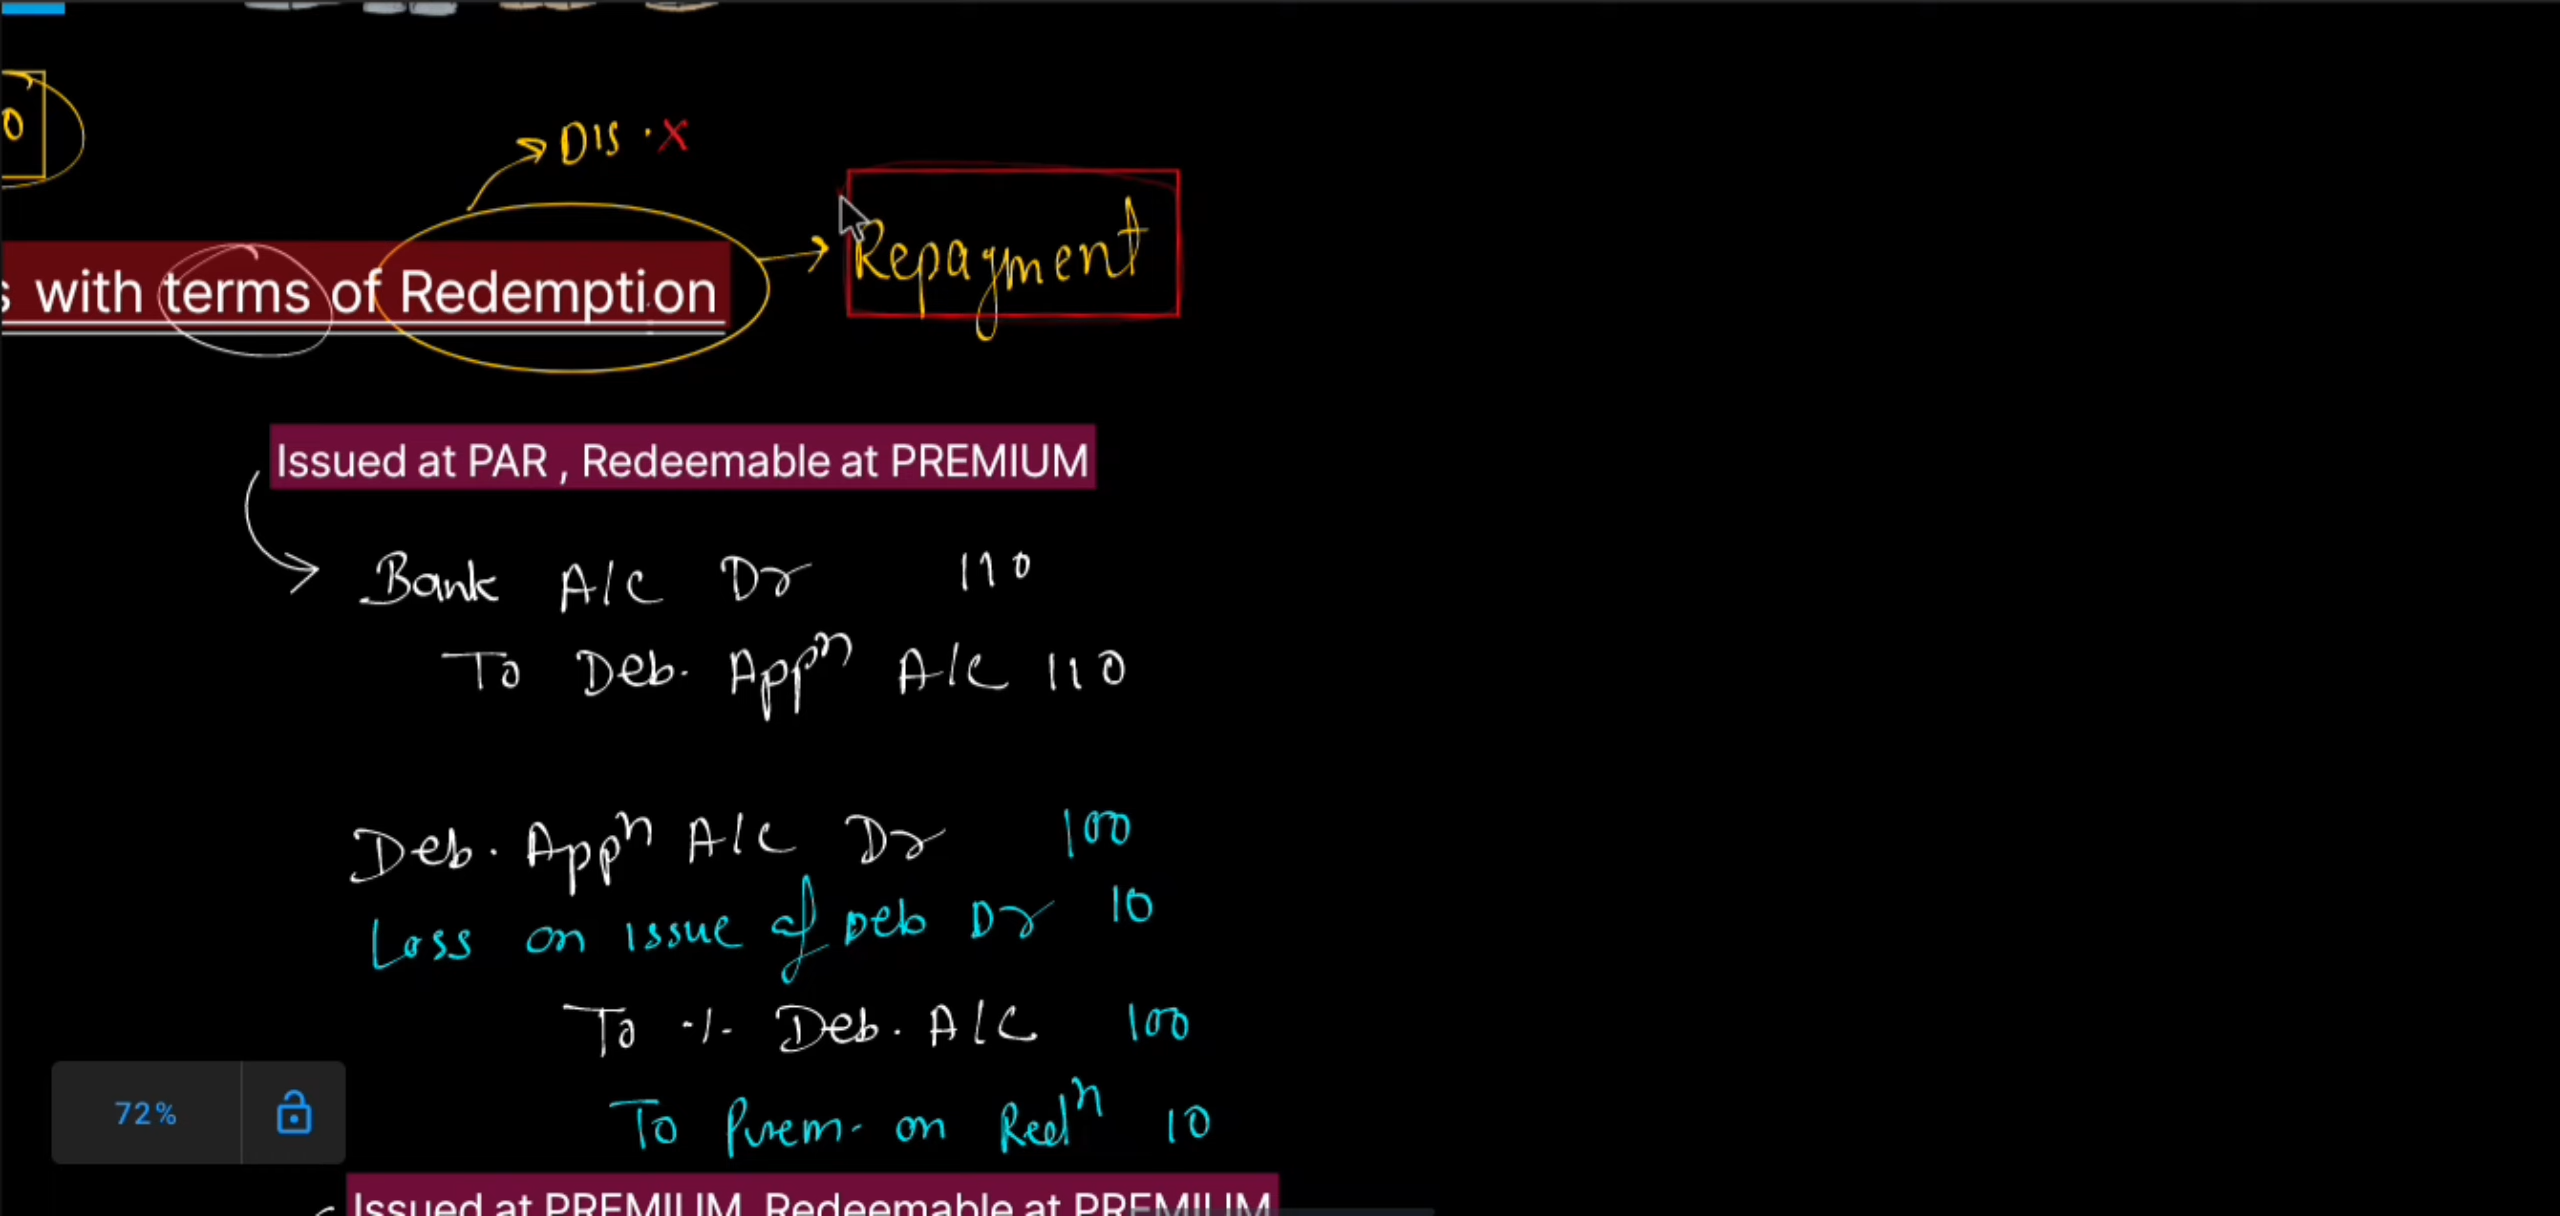 0
Dis. X
Repayment
s with terms of Redemption
Issued at PAR , Redeemable at PREMIUM
Bank A/C Dr 110
To Deb. Appn A/C 110
Deb. Appn A/C Dr 100
Loss on issue of Deb Dr 10
To .1. Deb. A/C 100
To Prem. on Redn 10
72%
Issued at PREMIUM, Redeemable at PREMIUM